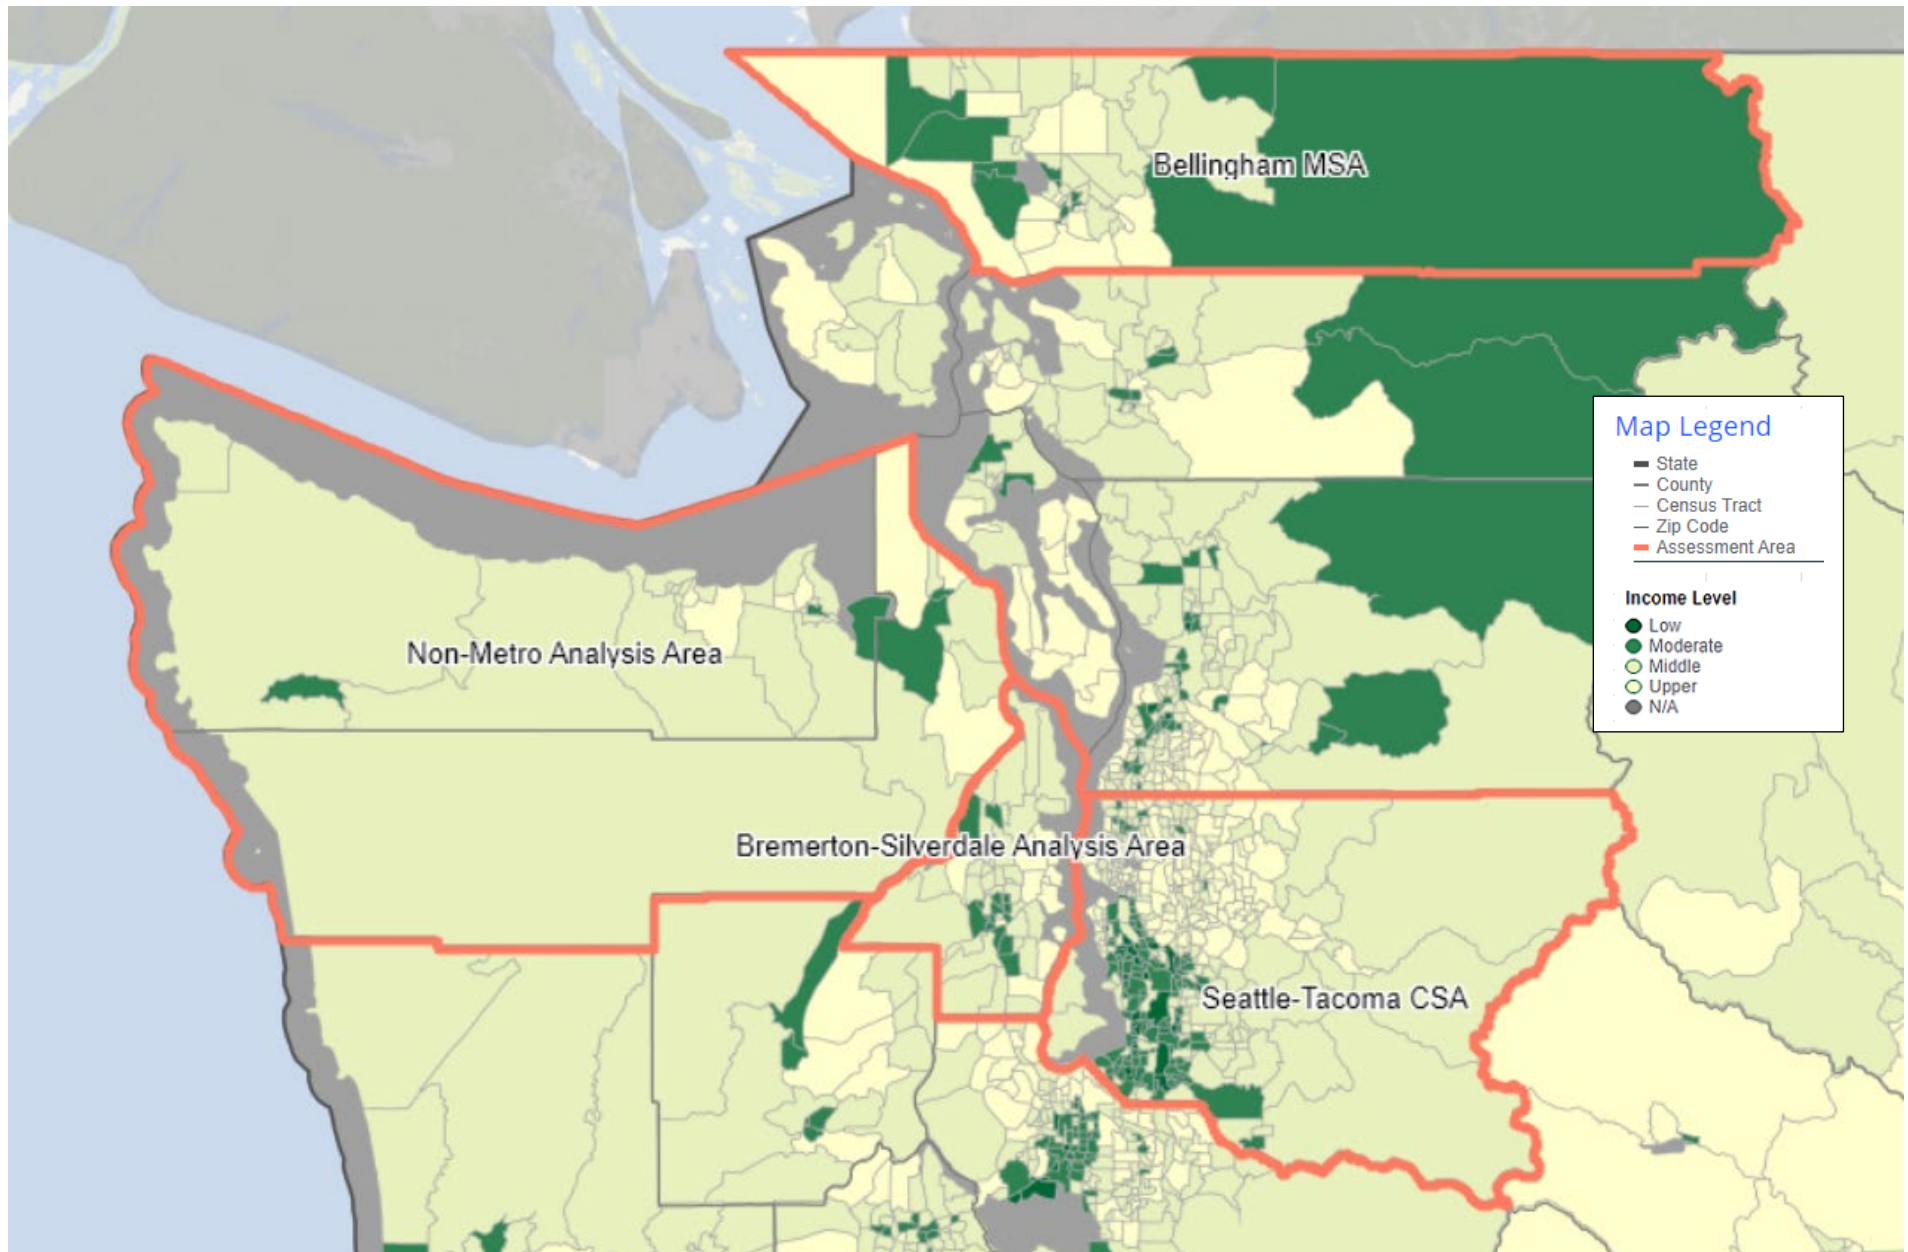 Bellingham MSA
Map Legend
State
County
Census Tract
Zip Code
Assessment Area
Income Level
Low
Moderate
Middle
Upper
N/A
Non-Metro Analysis Area
Bremerton-Silverdale Analysis Area
Seattle-Tacoma CSA